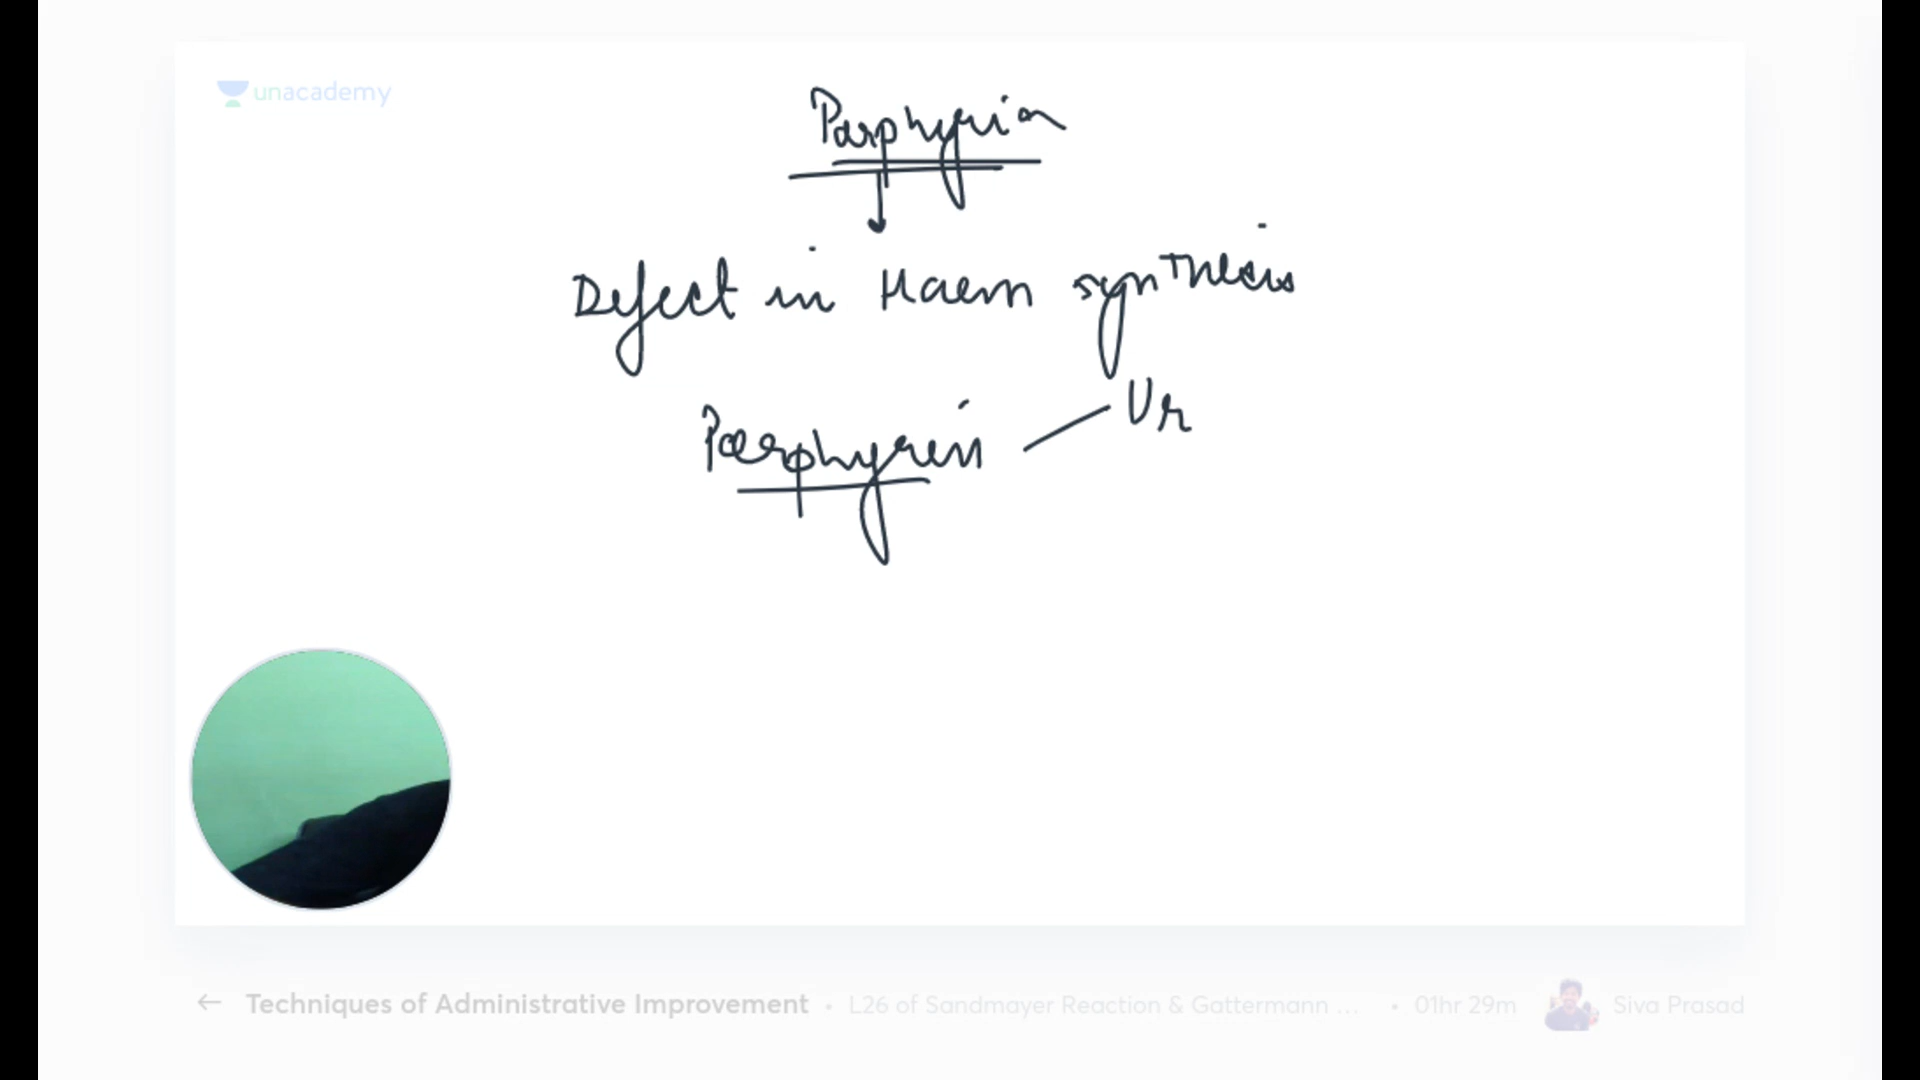 unacademy
Porphyria
Defect in Haem synthesis
Porphyrin — Ur
← Techniques of Administrative Improvement • L26 of Sandmayer Reaction & Gattermann ... • 01hr 29m Siva Prasad